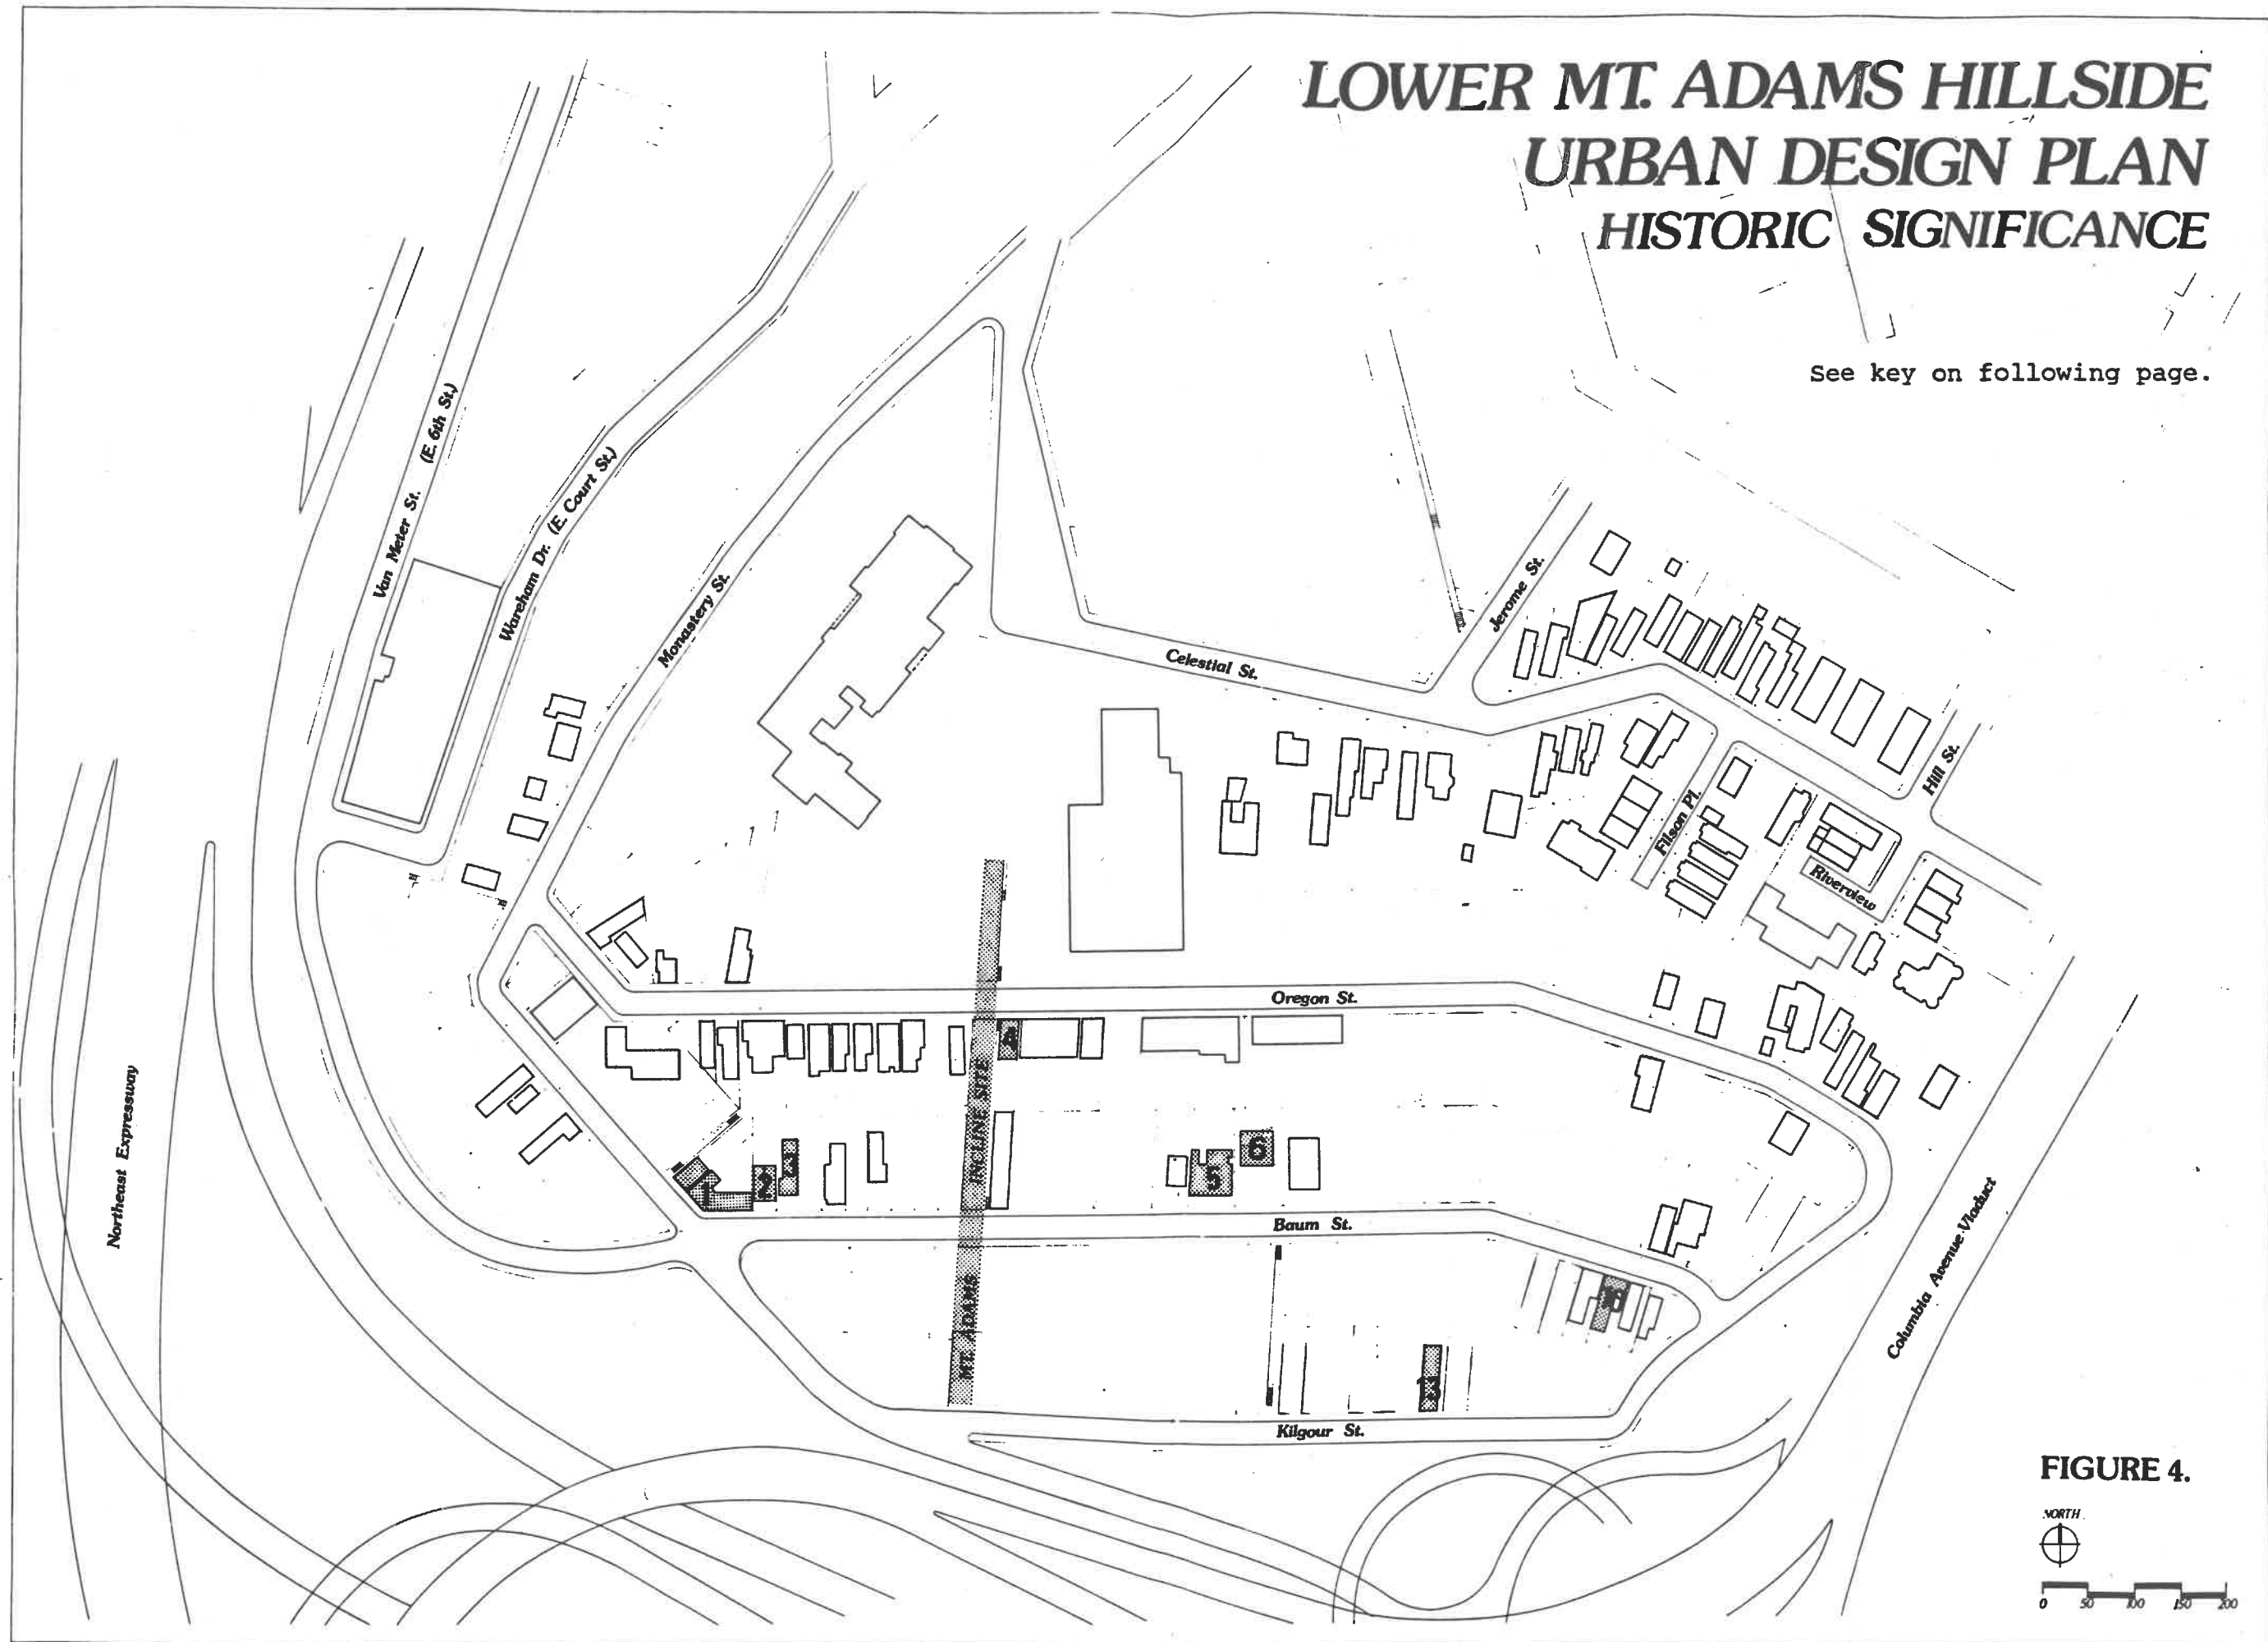 LOWER MT. ADAMS HILLSIDE
URBAN DESIGN PLAN
HISTORIC SIGNIFICANCE
See key on following page.
Van Meter St. (E. 6th St.)
Wareham Dr. (E. Court St.)
Monastery St.
Jerome St.
Celestial St.
Hill St.
Filson Pl.
Riverview
Oregon St.
4
MT. ADAMS INCLINE SITE
Northeast Expressway
1
2
5
6
Baum St.
Columbia Avenue Viaduct
Kilgour St.
FIGURE 4.
NORTH
0 50 100 150 200